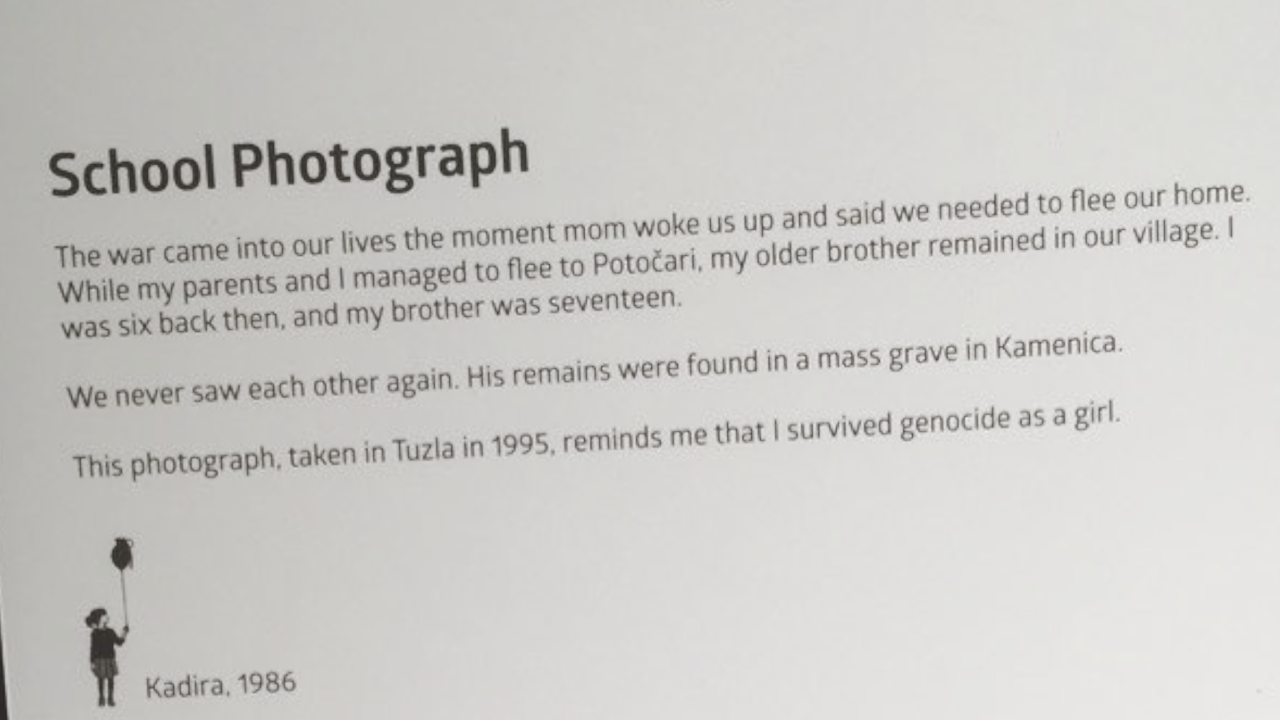 School Photograph
The war came into our lives the moment mom woke us up and said we needed to flee our home.
While my parents and I managed to flee to Potočari, my older brother remained in our village. I
was six back then, and my brother was seventeen.
We never saw each other again. His remains were found in a mass grave in Kamenica.
This photograph, taken in Tuzla in 1995, reminds me that I survived genocide as a girl.
Kadira, 1986